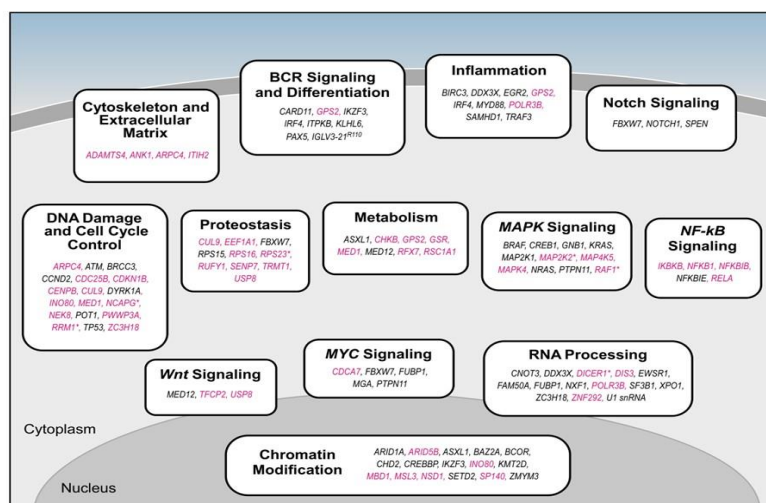 BCR Signaling
and Differentiation
CARD11, GPS2, IKZF3,
IRF4, ITPKB, KLHL6,
PAX5, IGLV3-21R110
Inflammation
BIRC3, DDX3X, EGR2, GPS2,
IRF4, MYD88, POLR3B,
SAMHD1, TRAF3
Cytoskeleton and
Extracellular
Matrix
ADAMTS4, ANK1, ARPC4, ITIH2
Notch Signaling
FBXW7, NOTCH1, SPEN
DNA Damage
and Cell Cycle
Control
ARPC4, ATM, BRCC3,
CCND2, CDC25B, CDKN1B,
CENPB, CUL9, DYRK1A,
INO80, MED1, NCAPG*,
NEK8, POT1, PWWP3A,
RRM1*, TP53, ZC3H18
Proteostasis
CUL9, EEF1A1, FBXW7,
RPS15, RPS16, RPS23*,
RUFY1, SENP7, TRMT1,
USP8
Metabolism
ASXL1, CHKB, GPS2, GSR,
MED1, MED12, RFX7, RSC1A1
MAPK Signaling
BRAF, CREB1, GNB1, KRAS,
MAP2K1, MAP2K2*, MAP4K5,
MAPK4, NRAS, PTPN11, RAF1*
NF-kB
Signaling
IKBKB, NFKB1, NFKBIB,
NFKBIE, RELA
Wnt Signaling
MED12, TFCP2, USP8
MYC Signaling
CDCA7, FBXW7, FUBP1,
MGA, PTPN11
RNA Processing
CNOT3, DDX3X, DICER1*, DIS3, EWSR1,
FAM50A, FUBP1, NXF1, POLR3B, SF3B1, XPO1,
ZC3H18, ZNF292, U1 snRNA
Cytoplasm
Chromatin
Modification
ARID1A, ARID5B, ASXL1, BAZ2A, BCOR,
CHD2, CREBBP, IKZF3, INO80, KMT2D,
MBD1, MSL3, NSD1, SETD2, SP140, ZMYM3
Nucleus